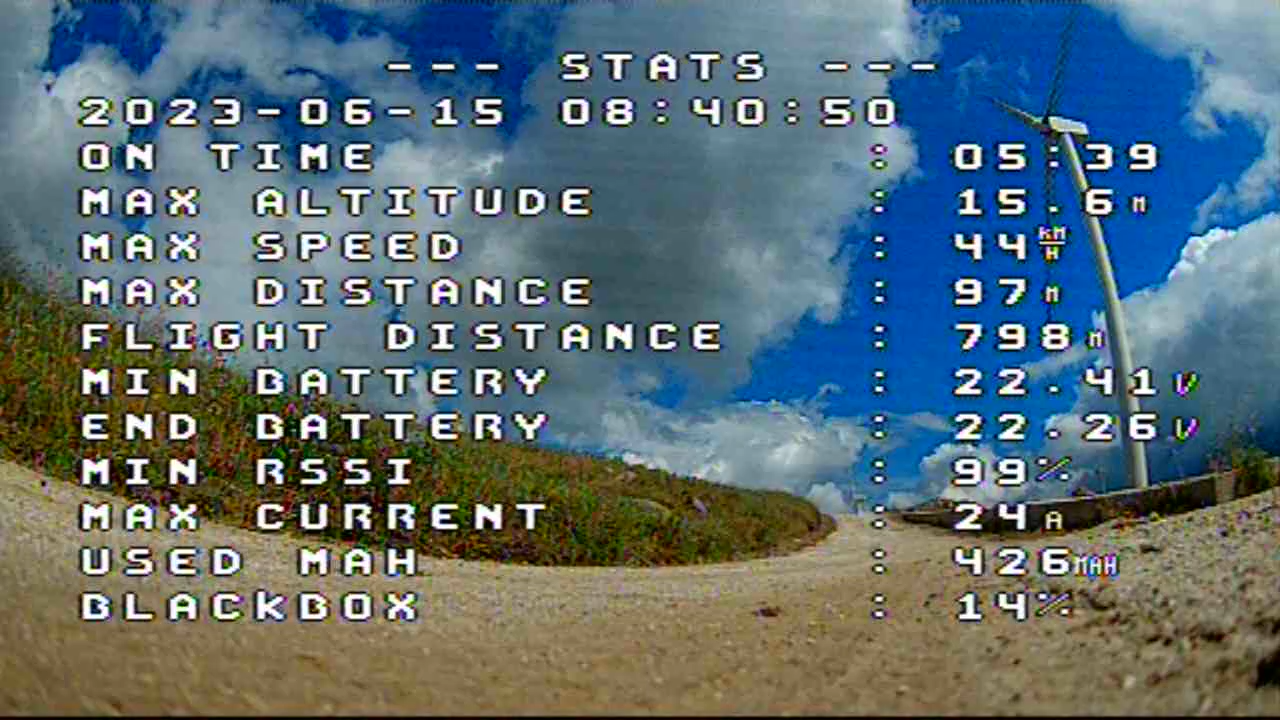 --- STATS ---
2023-06-15 08:40:50
ON TIME : 05:39
MAX ALTITUDE : 15.6M
MAX SPEED : 44KM/H
MAX DISTANCE : 97M
FLIGHT DISTANCE : 798M
MIN BATTERY : 22.41V
END BATTERY : 22.26V
MIN RSSI : 99%
MAX CURRENT : 24A
USED MAH : 426MAH
BLACKBOX : 14%